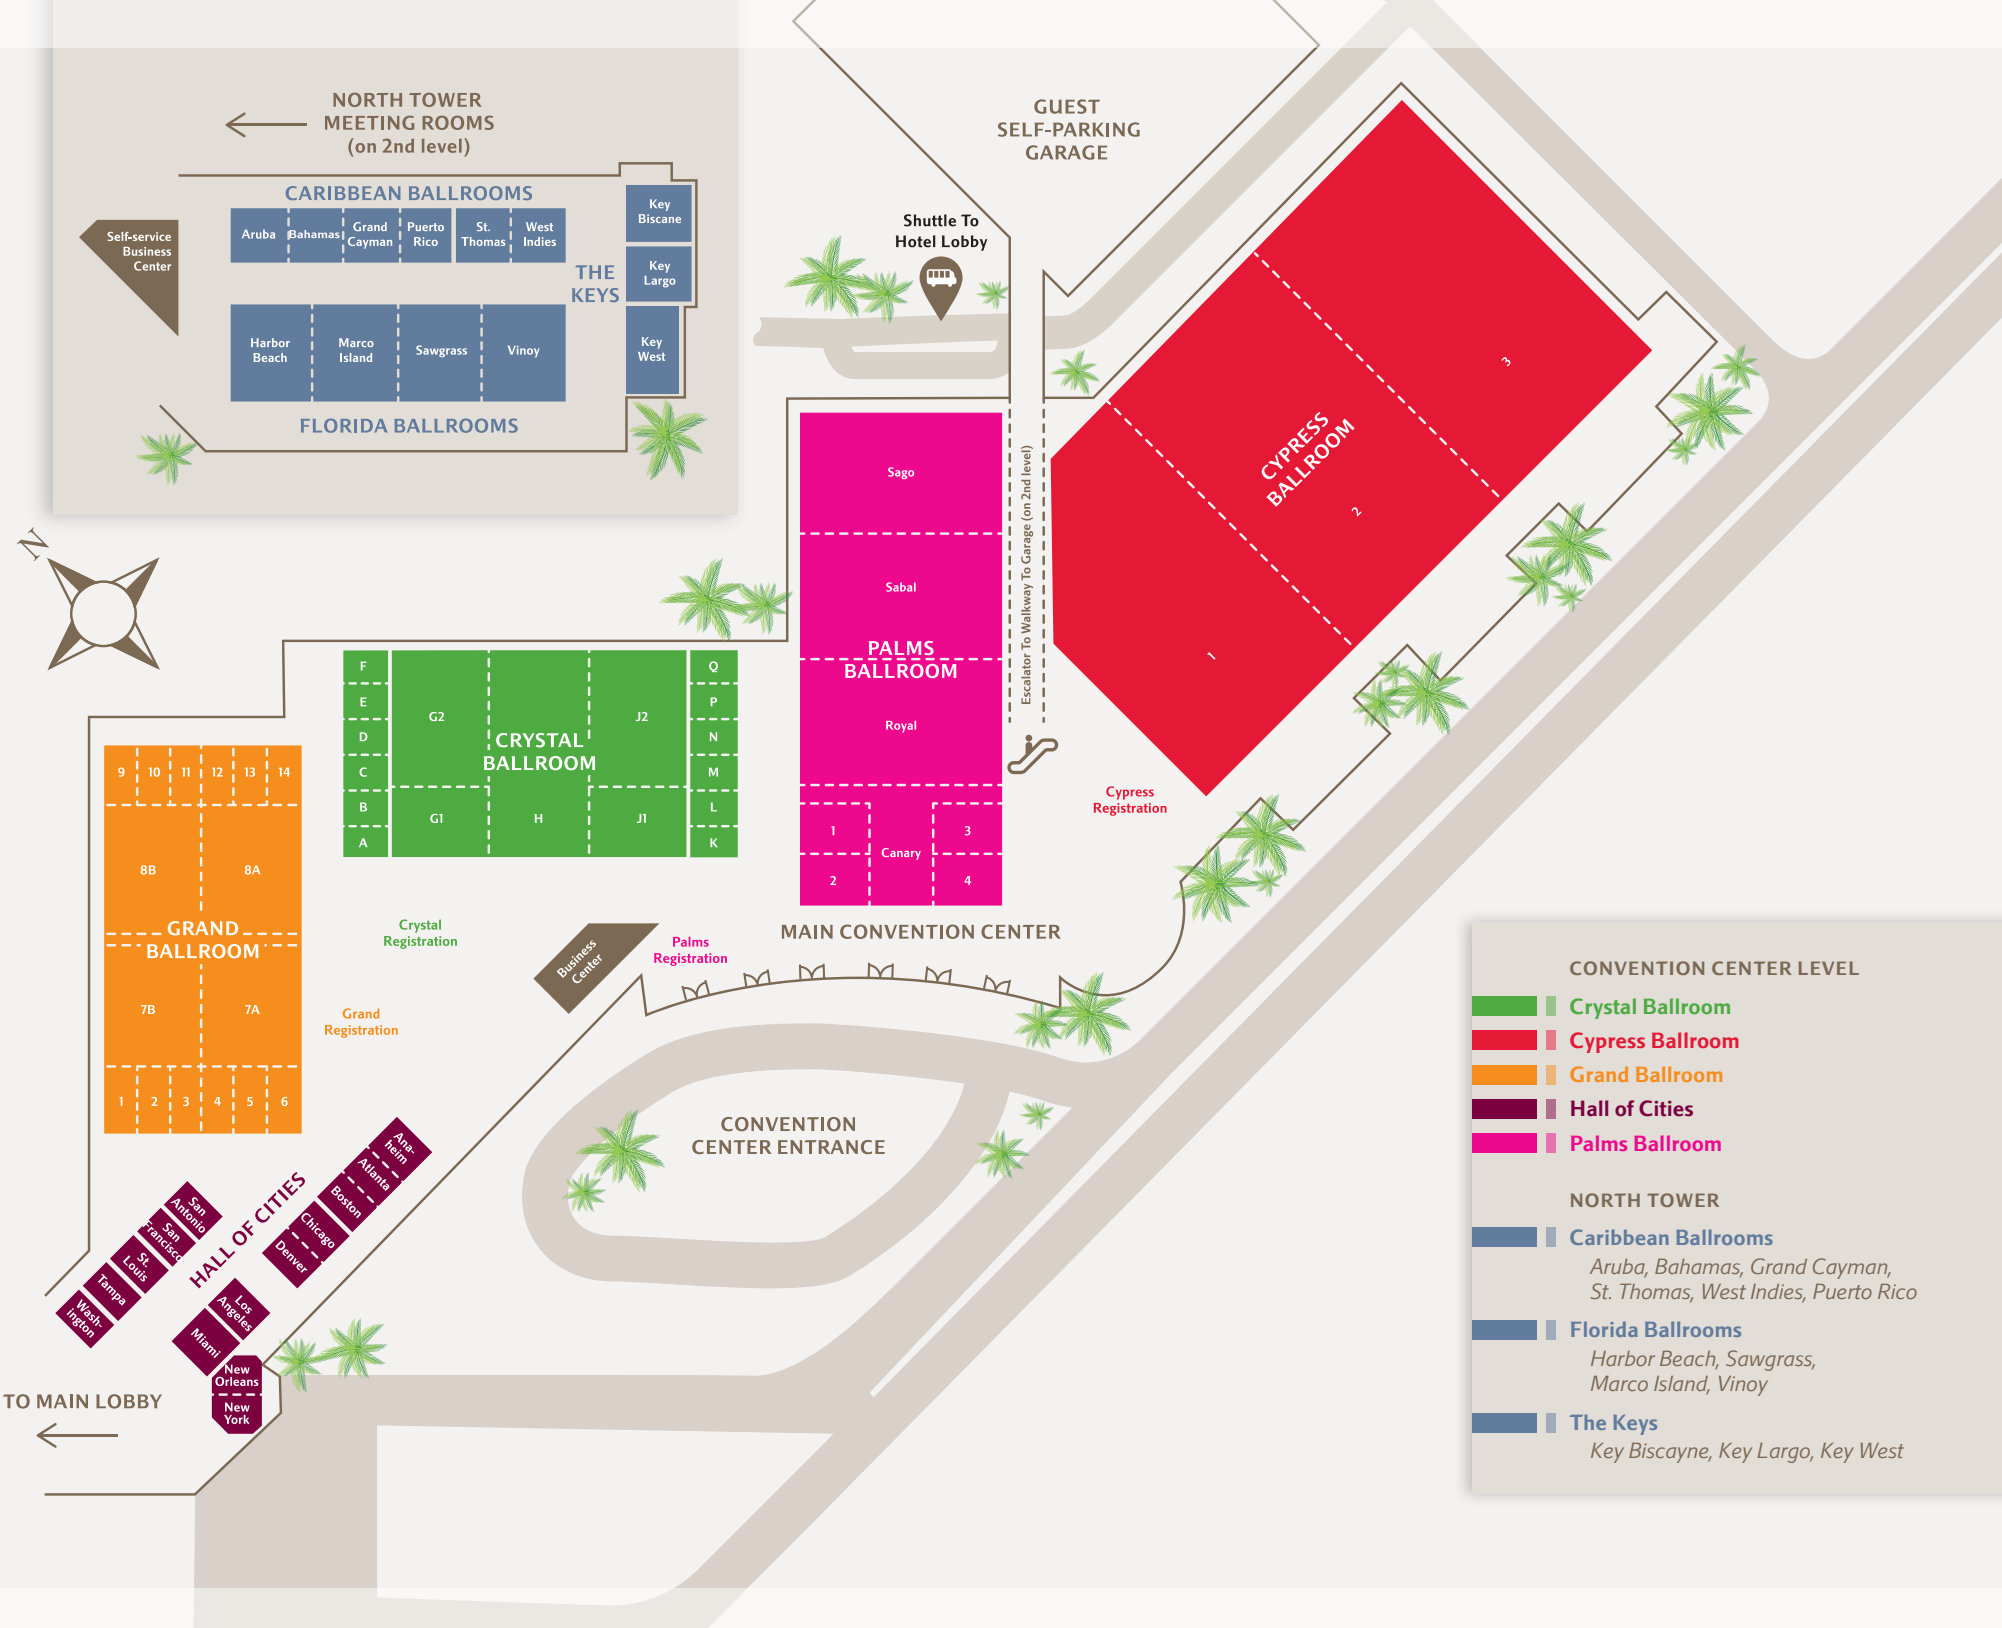 NORTH TOWER
MEETING ROOMS
(on 2nd level)
CARIBBEAN BALLROOMS
Self-service
Business
Center
Aruba
Bahamas
Grand
Cayman
Puerto
Rico
St.
Thomas
West
Indies
THE
KEYS
Key
Biscane
Key
Largo
Key
West
Harbor
Beach
Marco
Island
Sawgrass
Vinoy
FLORIDA BALLROOMS
GUEST
SELF-PARKING
GARAGE
Shuttle To
Hotel Lobby
N
CYPRESS
BALLROOM
3
2
1
Sago
Sabal
PALMS
BALLROOM
Royal
1
2
Canary
3
4
Escalator To Walkway To Garage (on 2nd level)
Cypress
Registration
F
E
D
C
B
A
G2
G1
CRYSTAL
BALLROOM
H
J2
J1
Q
P
N
M
L
K
9
10
11
12
13
14
8B
8A
GRAND
BALLROOM
7B
7A
1
2
3
4
5
6
Crystal
Registration
Grand
Registration
Business
Center
Palms
Registration
MAIN CONVENTION CENTER
CONVENTION
CENTER ENTRANCE
HALL OF CITIES
Ana-
heim
Atlanta
Boston
Chicago
Denver
San
Antonio
San
Francisco
St.
Louis
Tampa
Wash-
ington
Los
Angeles
Miami
New
Orleans
New
York
TO MAIN LOBBY
CONVENTION CENTER LEVEL
Crystal Ballroom
Cypress Ballroom
Grand Ballroom
Hall of Cities
Palms Ballroom
NORTH TOWER
Caribbean Ballrooms
Aruba, Bahamas, Grand Cayman,
St. Thomas, West Indies, Puerto Rico
Florida Ballrooms
Harbor Beach, Sawgrass,
Marco Island, Vinoy
The Keys
Key Biscayne, Key Largo, Key West